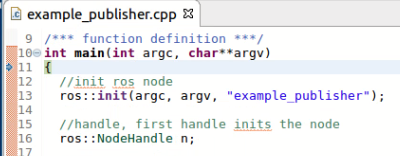 example_publisher.cpp
9 /*** function definition ***/
10 int main(int argc, char**argv)
11 {
12 //init ros node
13 ros::init(argc, argv, "example_publisher");
14
15 //handle, first handle inits the node
16 ros::NodeHandle n;